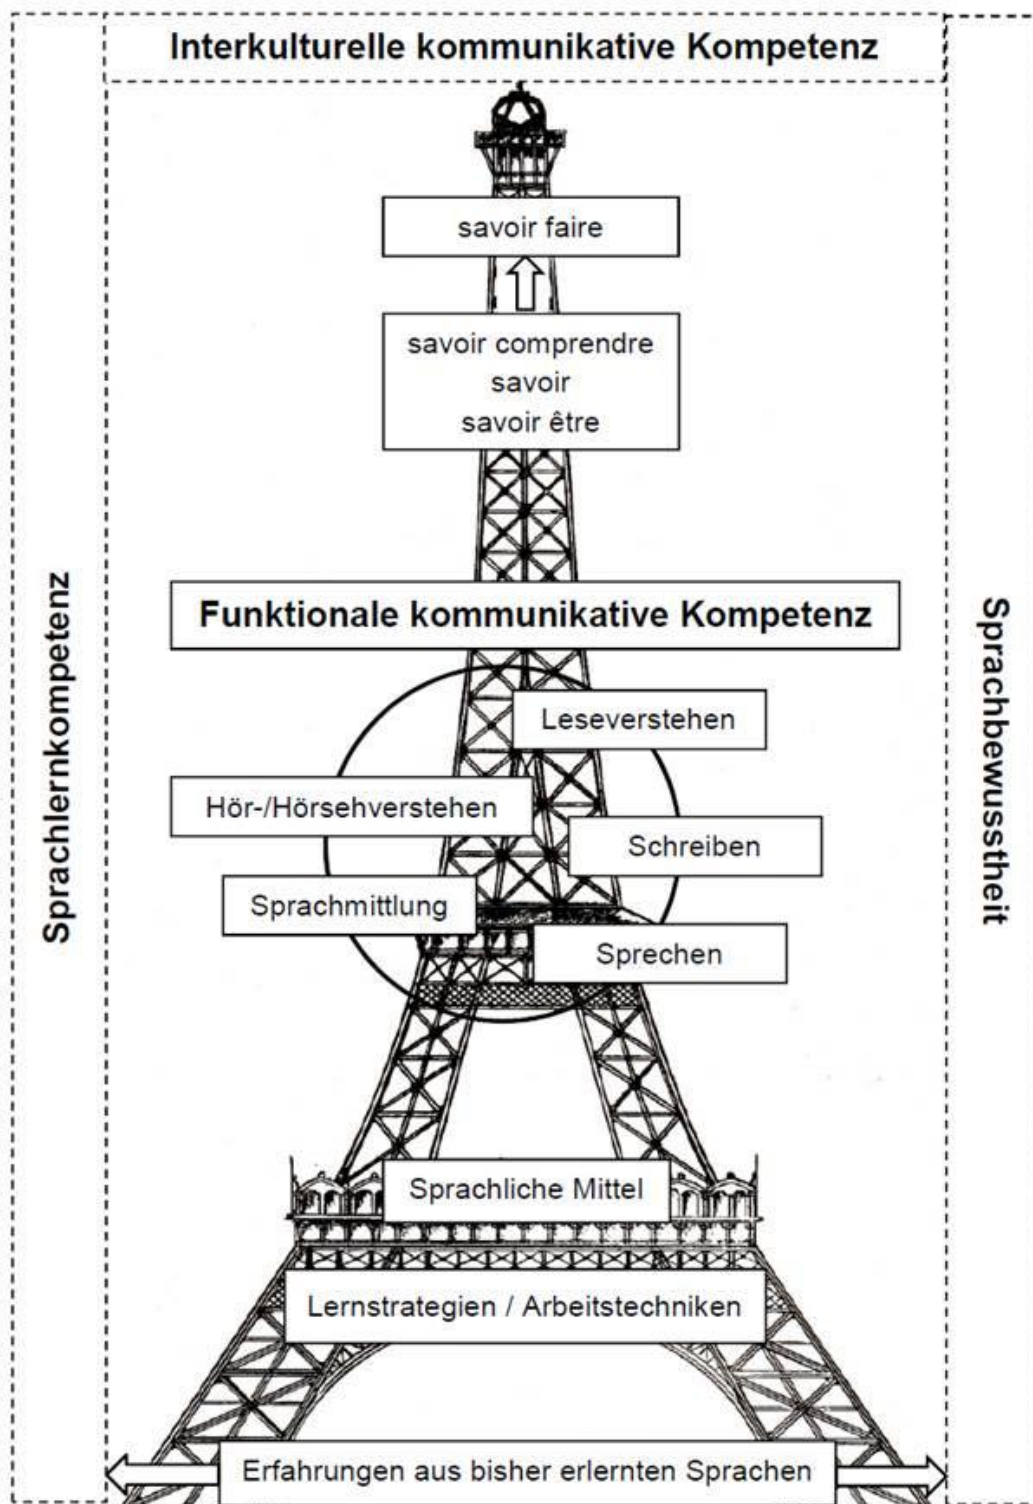 Interkulturelle kommunikative Kompetenz
savoir faire
savoir comprendre
savoir
savoir être
Funktionale kommunikative Kompetenz
Leseverstehen
Hör-/Hörsehverstehen
Schreiben
Sprachmittlung
Sprechen
Sprachliche Mittel
Lernstrategien / Arbeitstechniken
Erfahrungen aus bisher erlernten Sprachen
Sprachlernkompetenz
Sprachbewusstheit